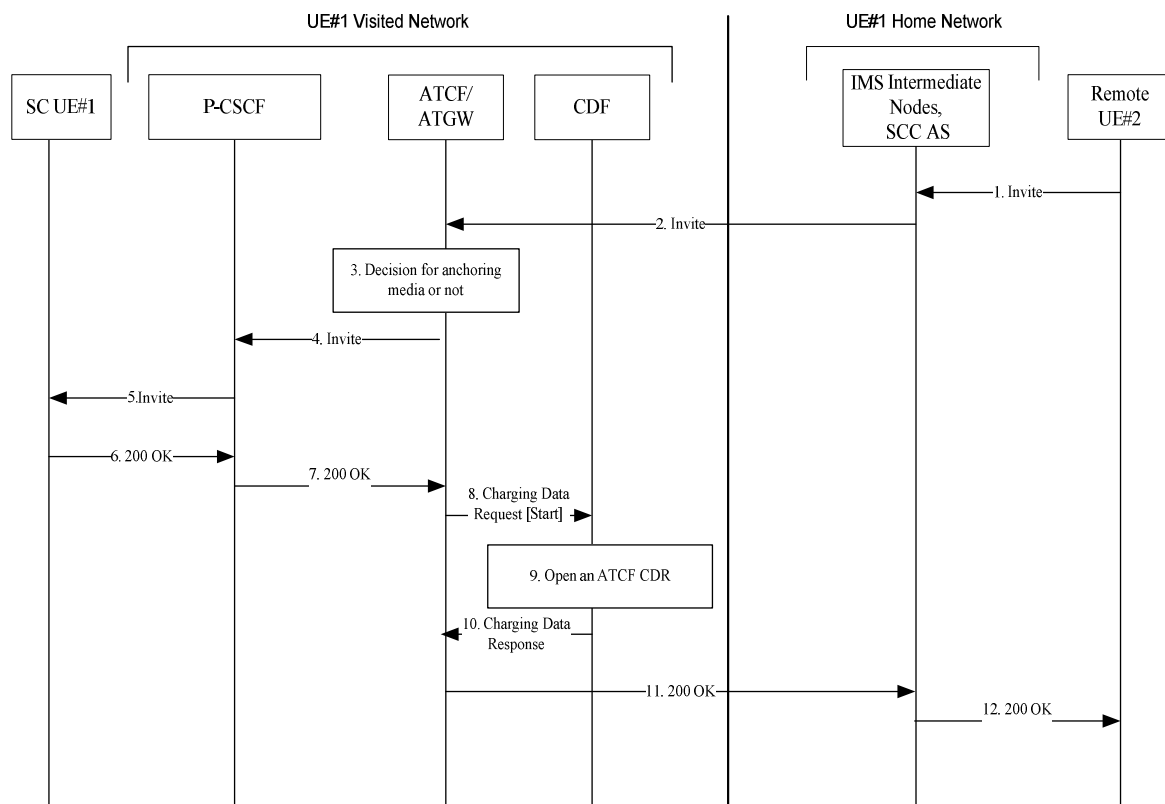 UE#1 Visited Network
UE#1 Home Network
SC UE#1
P-CSCF
ATCF/
ATGW
CDF
IMS Intermediate
Nodes,
SCC AS
Remote
UE#2
1. Invite
2. Invite
3. Decision for anchoring
media or not
4. Invite
5.Invite
6. 200 OK
7. 200 OK
8. Charging Data
Request [Start]
9. Open an ATCF CDR
10. Charging Data
Response
11. 200 OK
12. 200 OK